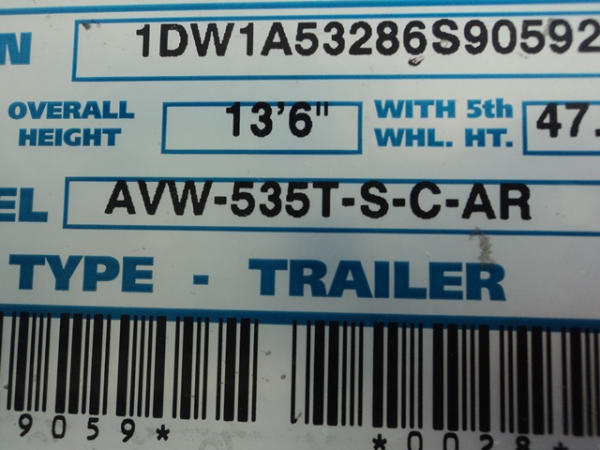 N 1DW1A53286S90592
OVERALL HEIGHT 13'6" WITH 5th WHL. HT. 47.
EL AVW-535T-S-C-AR
TYPE - TRAILER
9059* *0028*